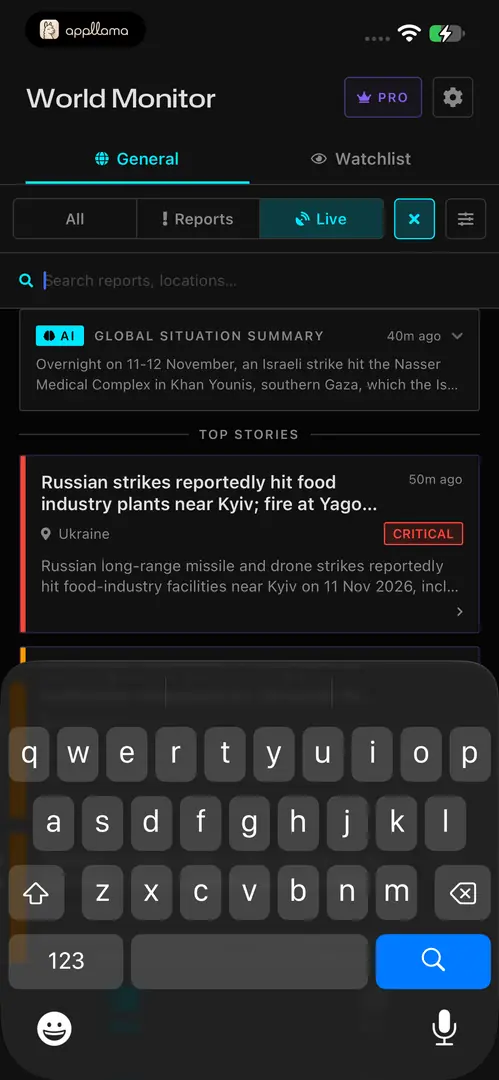 appllama
World Monitor
PRO
General
Watchlist
All
Reports
Live
Search reports, locations...
AI GLOBAL SITUATION SUMMARY 40m ago
Overnight on 11-12 November, an Israeli strike hit the Nasser
Medical Complex in Khan Younis, southern Gaza, which the Is...
TOP STORIES
Russian strikes reportedly hit food 50m ago
industry plants near Kyiv; fire at Yago...
Ukraine
CRITICAL
Russian long-range missile and drone strikes reportedly
hit food-industry facilities near Kyiv on 11 Nov 2026, incl...
q w e r t y u i o p
a s d f g h j k l
z x c v b n m
123